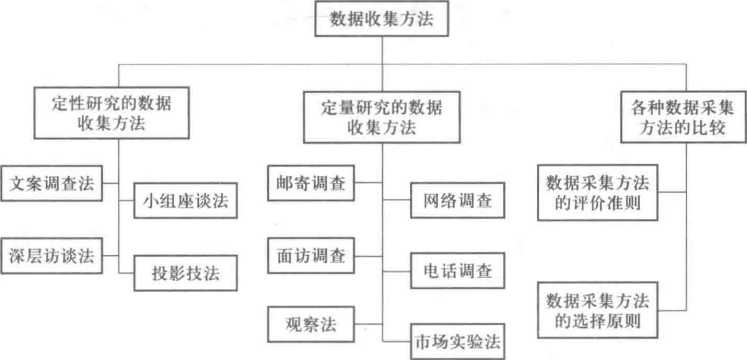 数据收集方法
定性研究的数据
收集方法
定量研究的数据
收集方法
各种数据采集
方法的比较
文案调查法
小组座谈法
深层访谈法
投影技法
邮寄调查
网络调查
面访调查
电话调查
观察法
市场实验法
数据采集方法
的评价准则
数据采集方法
的选择原则